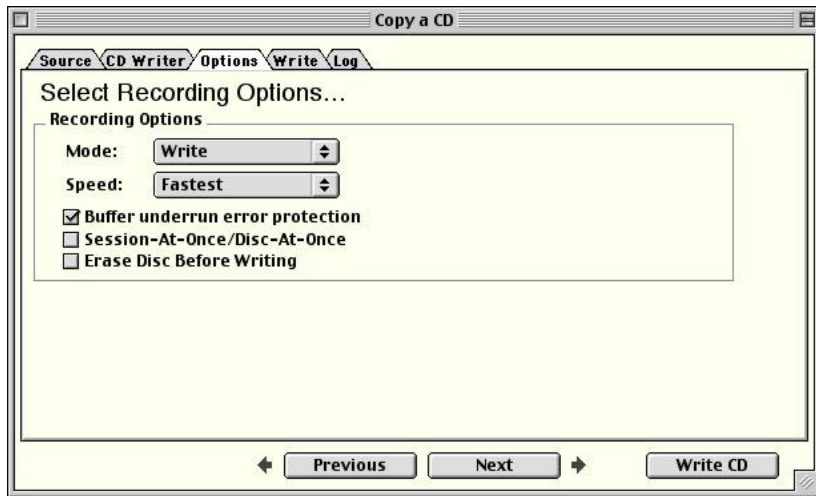 Copy a CD
Source CD Writer Options Write Log
Select Recording Options...
Recording Options
Mode: Write
Speed: Fastest
Buffer underrun error protection
Session-At-Once/Disc-At-Once
Erase Disc Before Writing
Previous Next Write CD